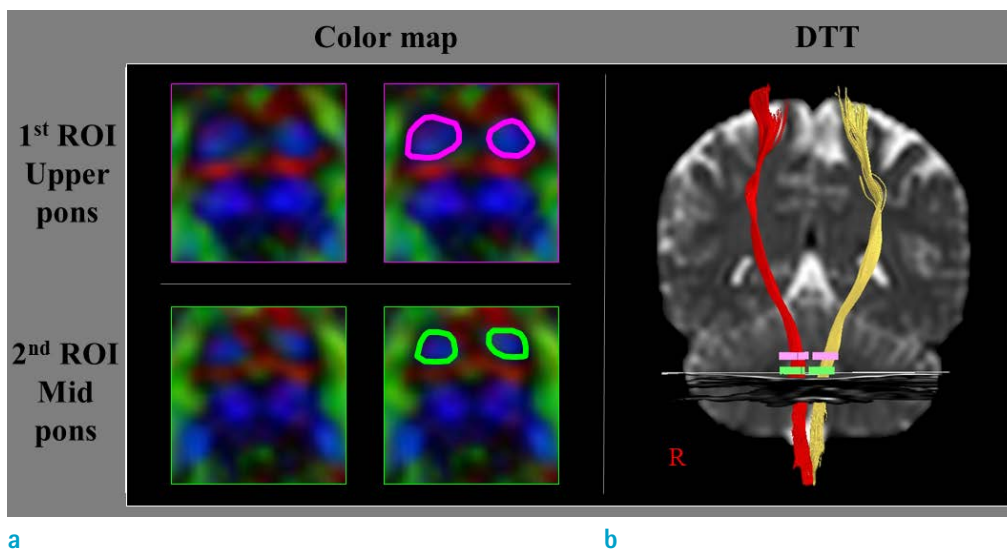 Color map
DTT
1st ROI
Upper
pons
2nd ROI
Mid
pons
R
a
b